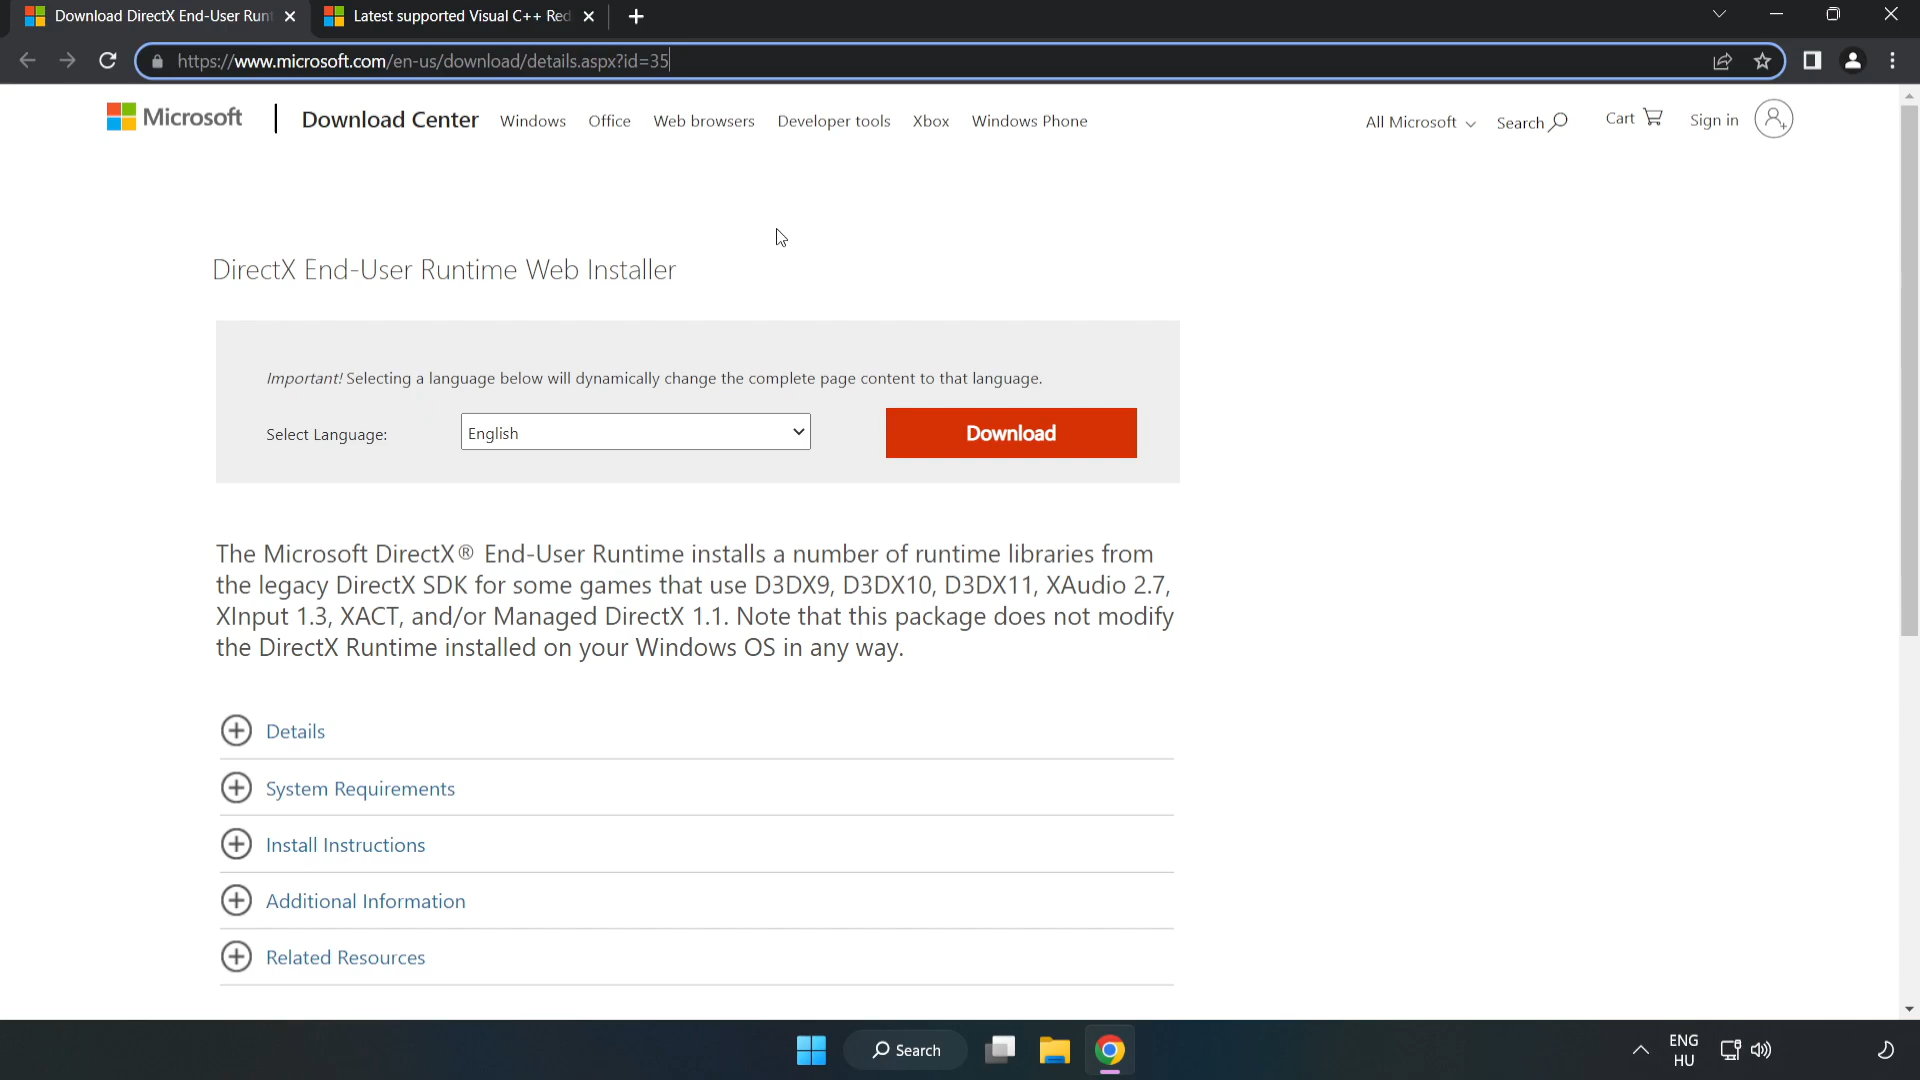 Download DirectX End-User Runt
Latest supported Visual C++ Red
https://www.microsoft.com/en-us/download/details.aspx?id=35
Microsoft
Download Center
Windows
Office
Web browsers
Developer tools
Xbox
Windows Phone
All Microsoft
Search
Cart
Sign in
DirectX End-User Runtime Web Installer
Important! Selecting a language below will dynamically change the complete page content to that language.
Select Language:
English
Download
The Microsoft DirectX® End-User Runtime installs a number of runtime libraries from
the legacy DirectX SDK for some games that use D3DX9, D3DX10, D3DX11, XAudio 2.7,
XInput 1.3, XACT, and/or Managed DirectX 1.1. Note that this package does not modify
the DirectX Runtime installed on your Windows OS in any way.
Details
System Requirements
Install Instructions
Additional Information
Related Resources
Search
ENG
HU